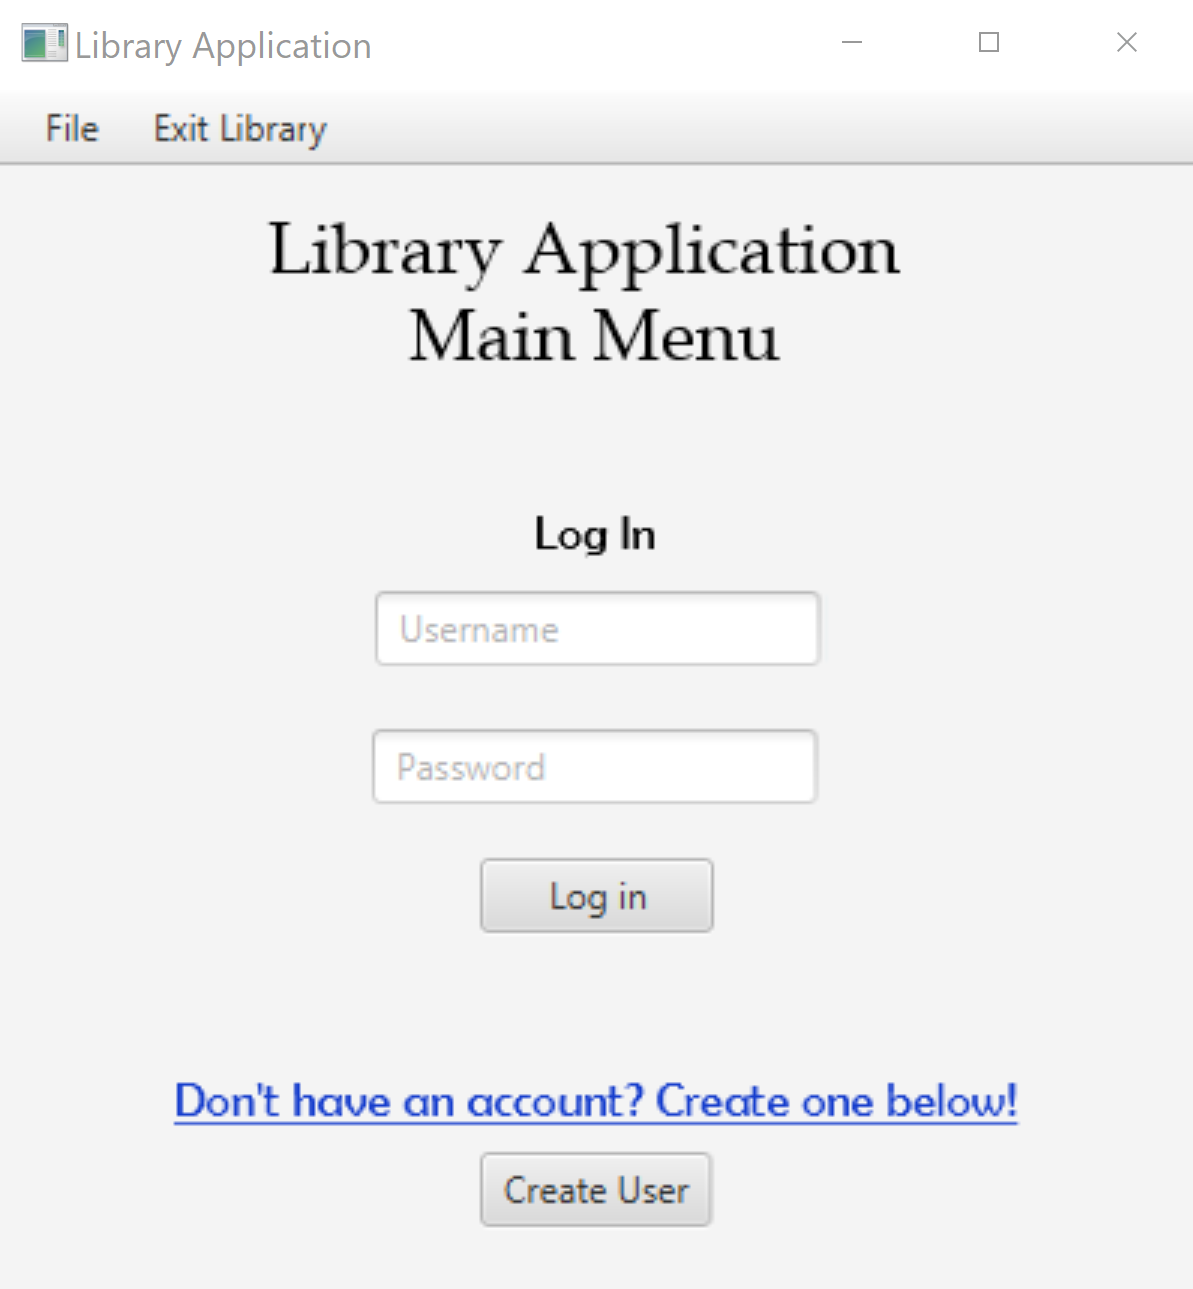 Library Application
File Exit Library
Library Application
Main Menu
Log In
Username
Password
Log in
Don't have an account? Create one below!
Create User